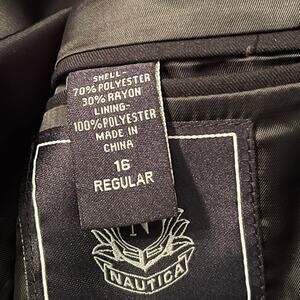 SHELL-
70% POLYESTER
30% RAYON
LINING-
100% POLYESTER
MADE IN
CHINA
16
REGULAR
N
NAUTICA